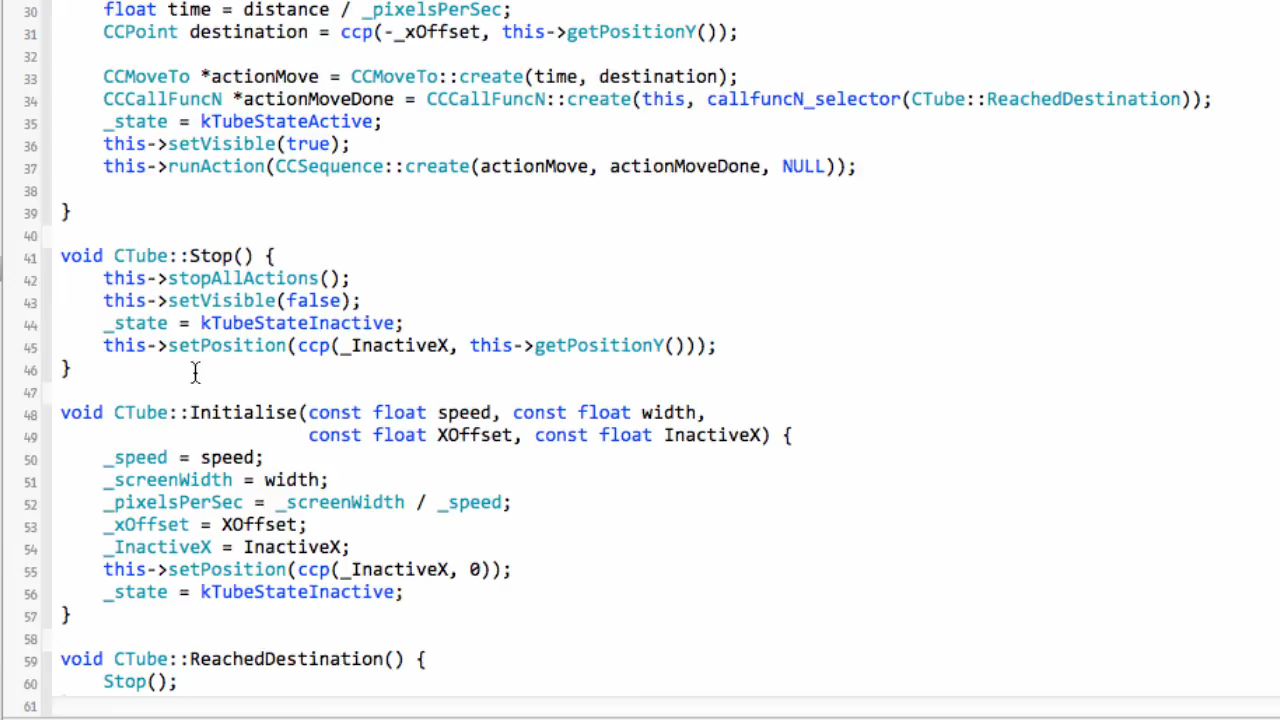 30 float time = distance / _pixelsPerSec;
31 CCPoint destination = ccp(-_xOffset, this->getPositionY());
32
33 CCMoveTo *actionMove = CCMoveTo::create(time, destination);
34 CCCallFuncN *actionMoveDone = CCCallFuncN::create(this, callfuncN_selector(CTube::ReachedDestination));
35 _state = kTubeStateActive;
36 this->setVisible(true);
37 this->runAction(CCSequence::create(actionMove, actionMoveDone, NULL));
38
39 }
40
41 void CTube::Stop() {
42 this->stopAllActions();
43 this->setVisible(false);
44 _state = kTubeStateInactive;
45 this->setPosition(ccp(_InactiveX, this->getPositionY()));
46 }
47
48 void CTube::Initialise(const float speed, const float width,
49 const float XOffset, const float InactiveX) {
50 _speed = speed;
51 _screenWidth = width;
52 _pixelsPerSec = _screenWidth / _speed;
53 _xOffset = XOffset;
54 _InactiveX = InactiveX;
55 this->setPosition(ccp(_InactiveX, 0));
56 _state = kTubeStateInactive;
57 }
58
59 void CTube::ReachedDestination() {
60 Stop();
61